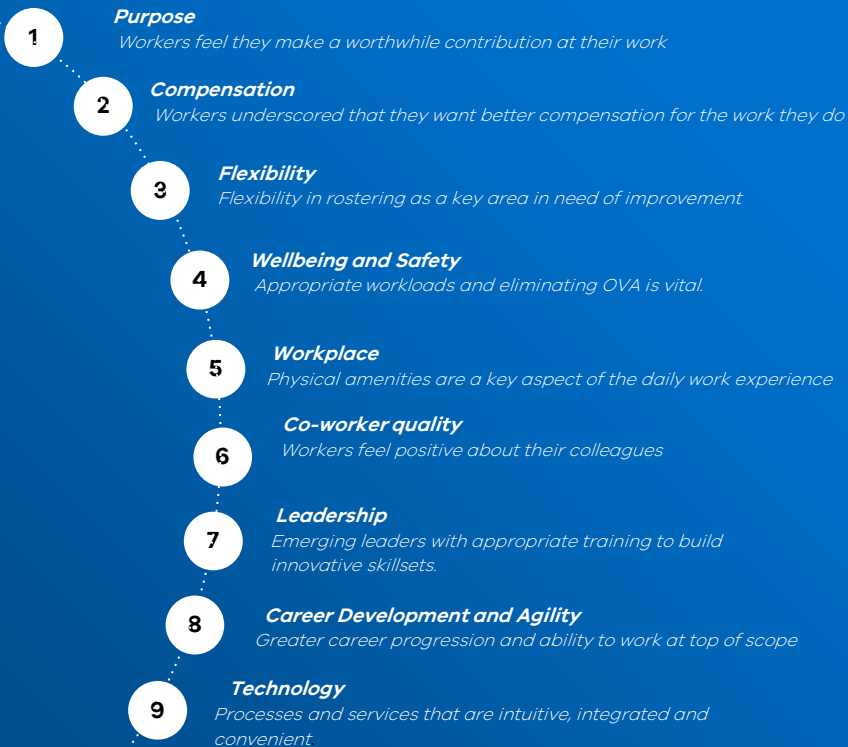 1
Purpose
Workers feel they make a worthwhile contribution at their work
2
Compensation
Workers underscored that they want better compensation for the work they do
3
Flexibility
Flexibility in rostering as a key area in need of improvement
4
Wellbeing and Safety
Appropriate workloads and eliminating OVA is vital.
5
Workplace
Physical amenities are a key aspect of the daily work experience
6
Co-worker quality
Workers feel positive about their colleagues
7
Leadership
Emerging leaders with appropriate training to build
innovative skillsets.
8
Career Development and Agility
Greater career progression and ability to work at top of scope
9
Technology
Processes and services that are intuitive, integrated and
convenient.